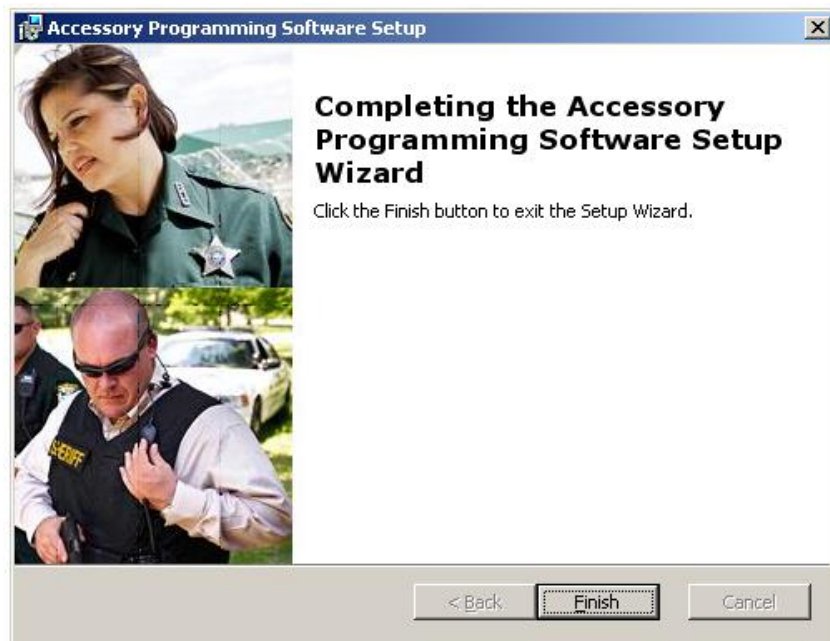 Accessory Programming Software Setup
Completing the Accessory
Programming Software Setup
Wizard
Click the Finish button to exit the Setup Wizard.
SHERIFF
< Back
Finish
Cancel